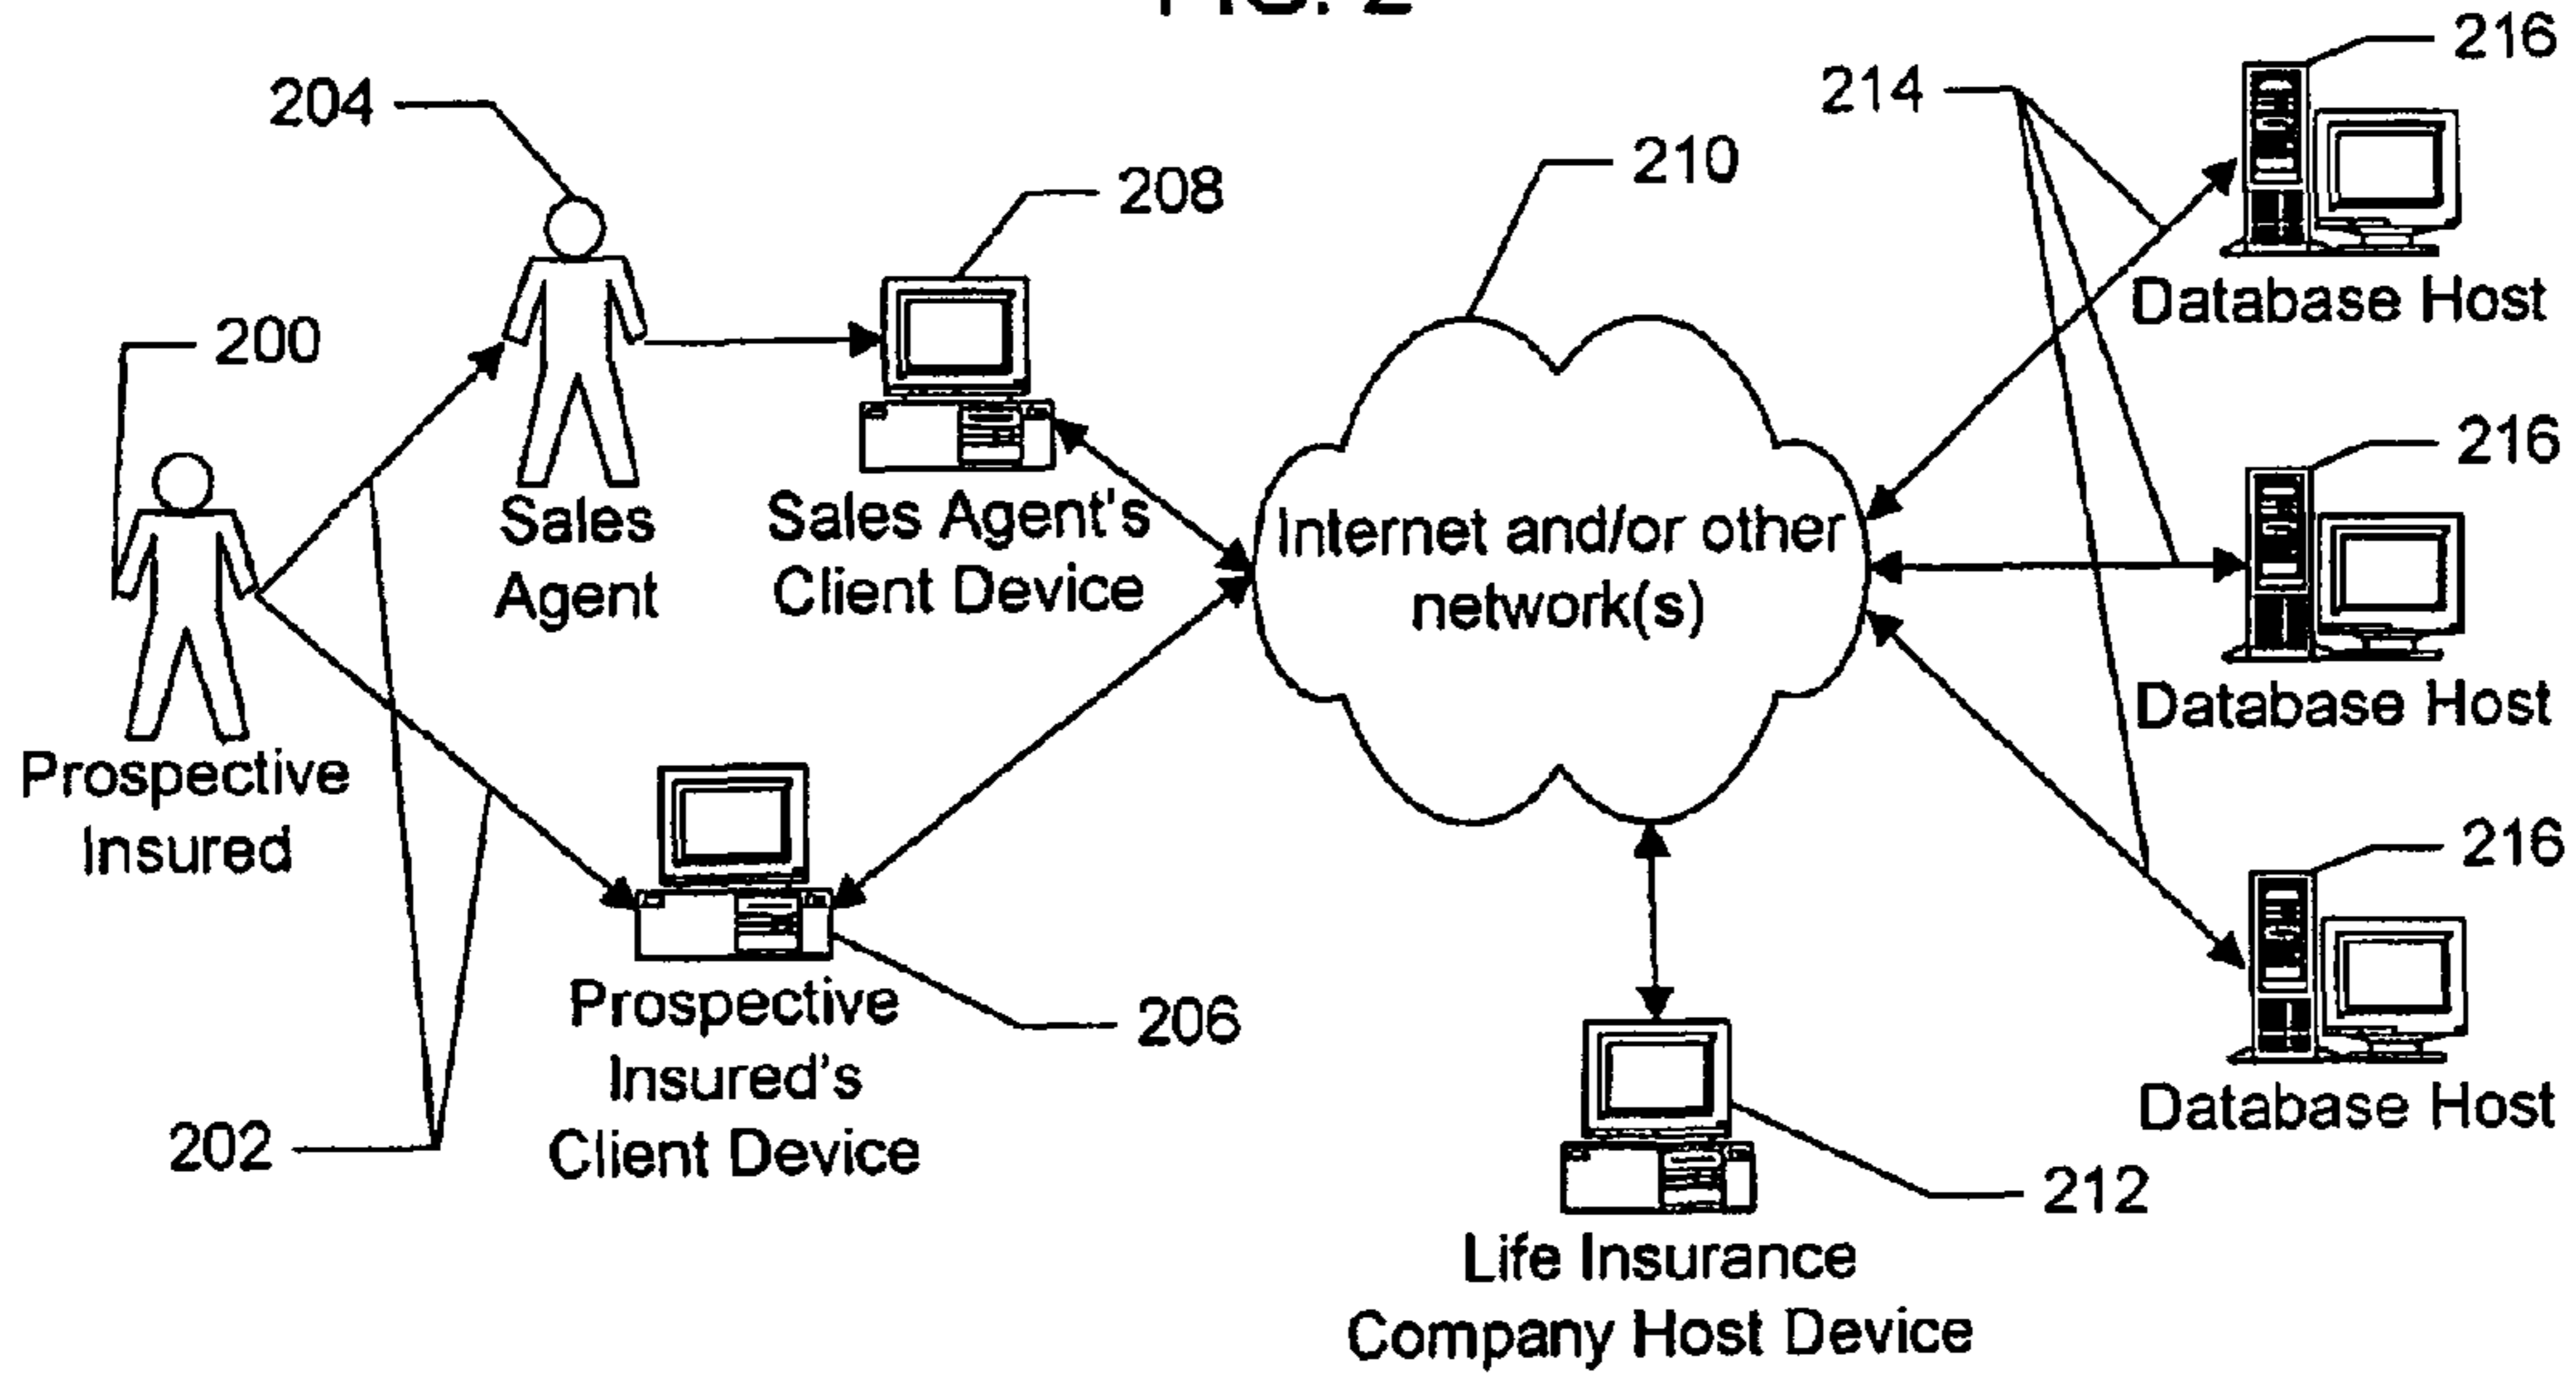 FIG. 2
216
204
214
210
208
Database Host
200
216
Sales
Agent
Sales Agent's
Client Device
Internet and/or other
network(s)
Database Host
Prospective
Insured
216
Prospective
Insured's
Client Device
206
Database Host
202
212
Life Insurance
Company Host Device